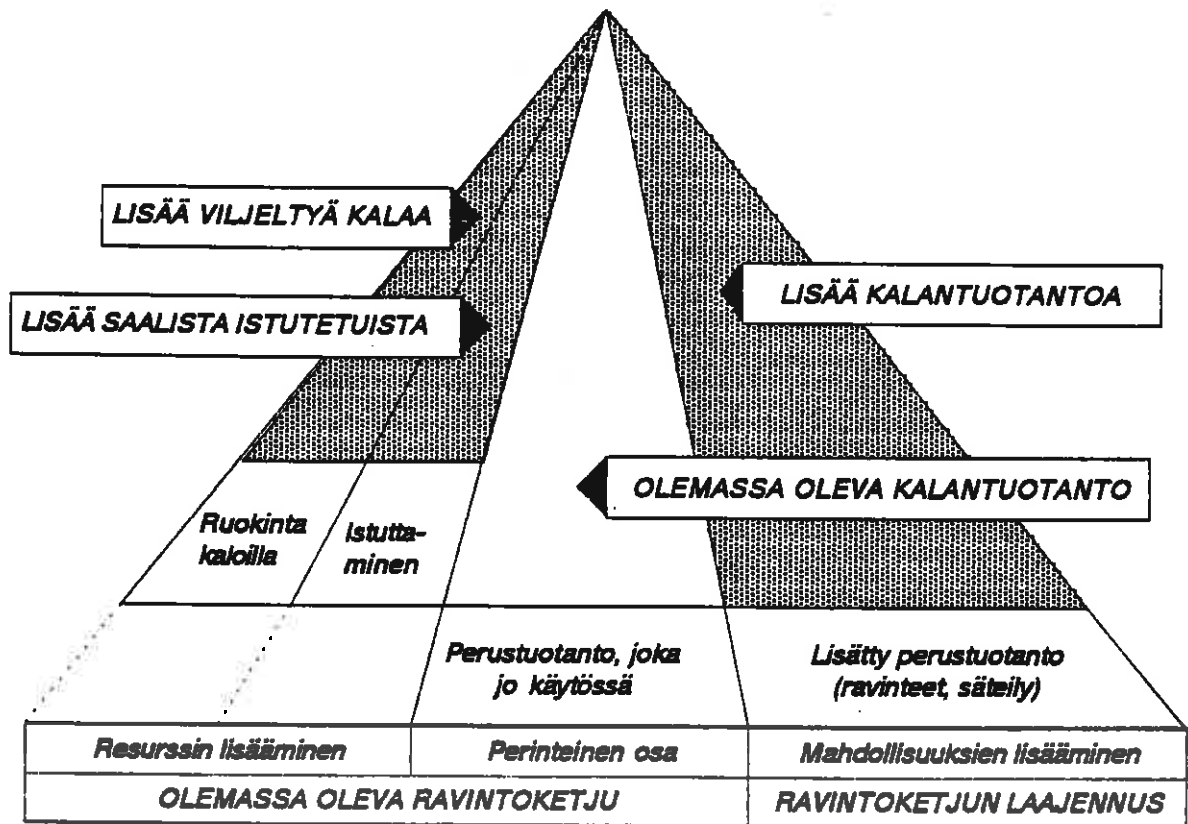 LISÄÄ VILJELTYÄ KALAA
LISÄÄ KALANTUOTANTOA
LISÄÄ SAALISTA ISTUTETUISTA
OLEMASSA OLEVA KALANTUOTANTO
Ruokinta
kaloilla
Istutta-
minen
Perustuotanto, joka
jo käytössä
Lisätty perustuotanto
(ravinteet, säteily)
Resurssin lisääminen
Perinteinen osa
Mahdollisuuksien lisääminen
OLEMASSA OLEVA RAVINTOKETJU
RAVINTOKETJUN LAAJENNUS